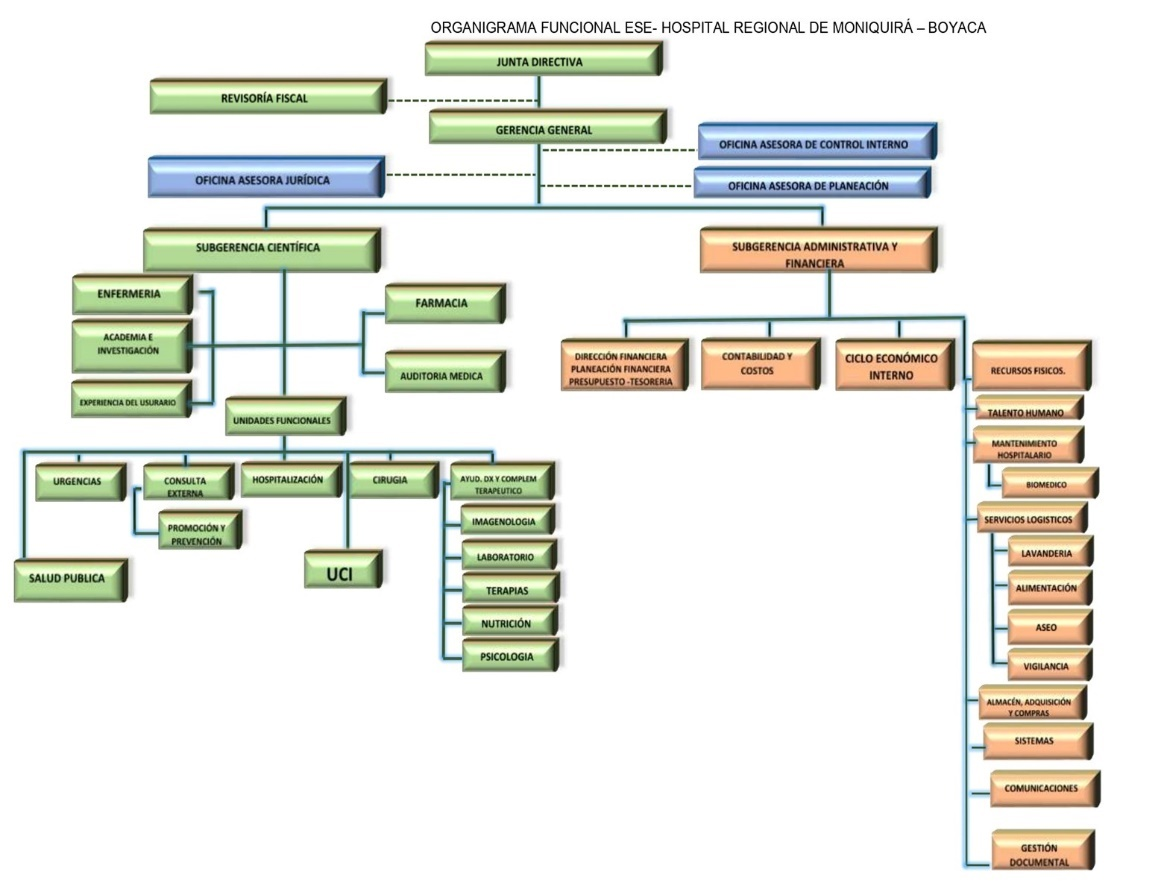 ORGANIGRAMA FUNCIONAL ESE- HOSPITAL REGIONAL DE MONIQUIRÁ – BOYACA
JUNTA DIRECTIVA
REVISORÍA FISCAL
GERENCIA GENERAL
OFICINA ASESORA DE CONTROL INTERNO
OFICINA ASESORA JURÍDICA
OFICINA ASESORA DE PLANEACIÓN
SUBGERENCIA CIENTÍFICA
SUBGERENCIA ADMINISTRATIVA Y
FINANCIERA
ENFERMERIA
FARMACIA
ACADEMIA E
INVESTIGACIÓN
AUDITORIA MEDICA
EXPERIENCIA DEL USURARIO
UNIDADES FUNCIONALES
URGENCIAS
CONSULTA
EXTERNA
HOSPITALIZACIÓN
CIRUGIA
AYUD. DX Y COMPLEM
TERAPEUTICO
PROMOCIÓN Y
PREVENCIÓN
IMAGENOLOGIA
LABORATORIO
TERAPIAS
NUTRICIÓN
PSICOLOGIA
SALUD PUBLICA
UCI
DIRECCIÓN FINANCIERA
PLANEACIÓN FINANCIERA
PRESUPUESTO -TESORERIA
CONTABILIDAD Y
COSTOS
CICLO ECONÓMICO
INTERNO
RECURSOS FISICOS.
TALENTO HUMANO
MANTENIMIENTO
HOSPITALARIO
BIOMEDICO
SERVICIOS LOGISTICOS
LAVANDERIA
ALIMENTACIÓN
ASEO
VIGILANCIA
ALMACÉN, ADQUISICIÓN
Y COMPRAS
SISTEMAS
COMUNICACIONES
GESTIÓN
DOCUMENTAL